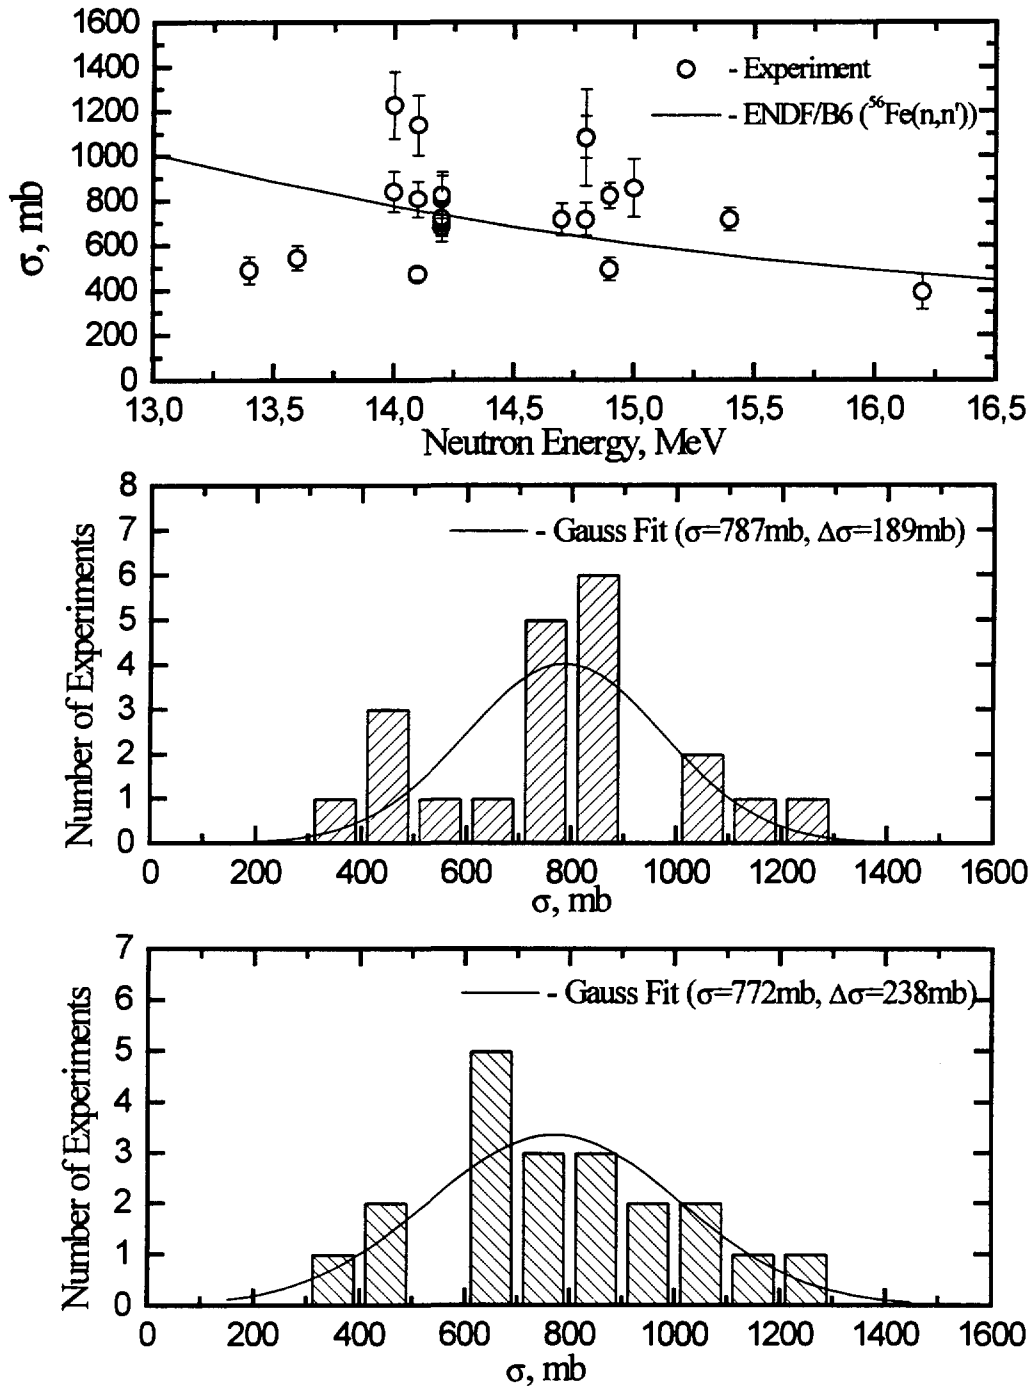 1600
1400
1200
1000
800
600
400
200
0
σ, mb
- Experiment
- ENDF/B6 (⁵⁶Fe(n,n'))
13,0 13,5 14,0 14,5 15,0 15,5 16,0 16,5
Neutron Energy, MeV
8
7
6
5
4
3
2
1
0
Number of Experiments
- Gauss Fit (σ=787mb, Δσ=189mb)
0 200 400 600 800 1000 1200 1400 1600
σ, mb
7
6
5
4
3
2
1
0
Number of Experiments
- Gauss Fit (σ=772mb, Δσ=238mb)
0 200 400 600 800 1000 1200 1400 1600
σ, mb